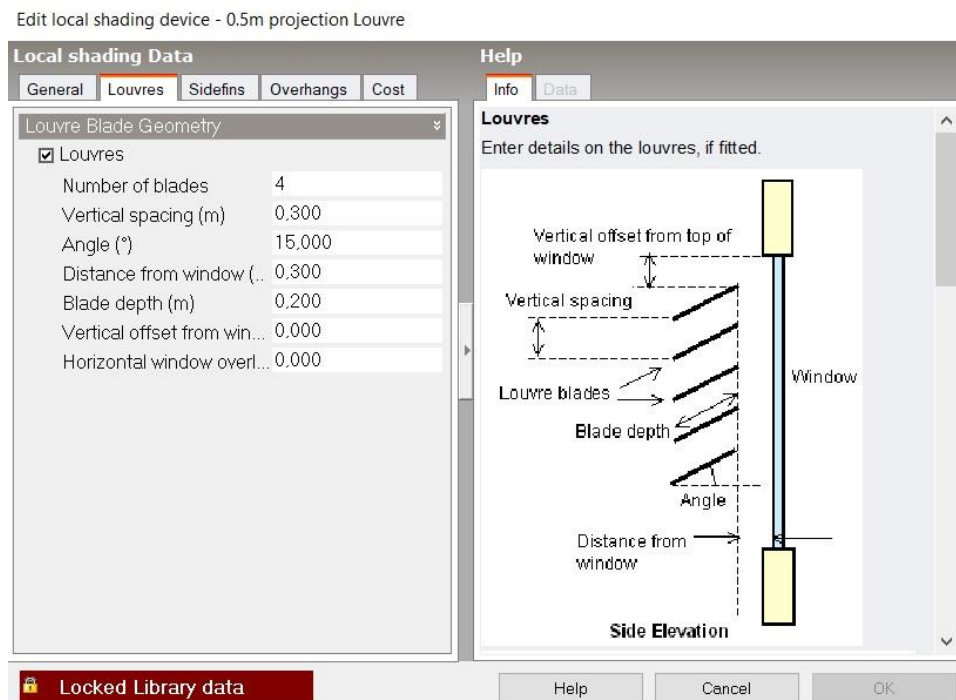 Edit local shading device - 0.5m projection Louvre
Local shading Data
General Louvres Sidefins Overhangs Cost
Louvre Blade Geometry
Louvres
Number of blades 4
Vertical spacing (m) 0,300
Angle (°) 15,000
Distance from window (.. 0,300
Blade depth (m) 0,200
Vertical offset from win... 0,000
Horizontal window overl... 0,000
Locked Library data
Help
Info Data
Louvres
Enter details on the louvres, if fitted.
Vertical offset from top of
window
Vertical spacing
Louvre blades
Window
Blade depth
Angle
Distance from
window
Side Elevation
Help Cancel OK